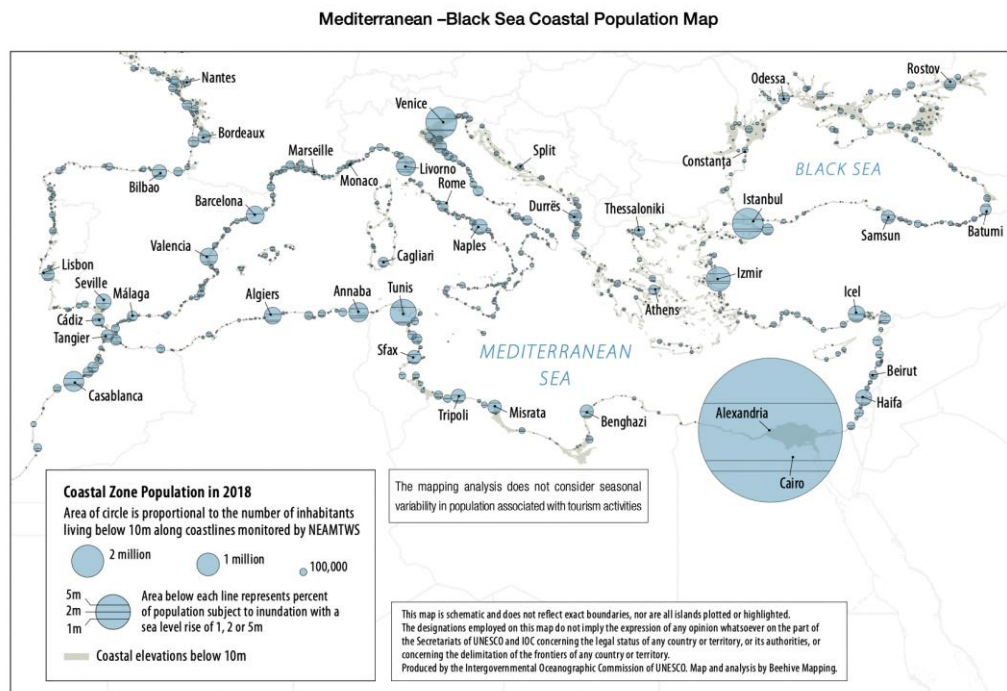 Mediterranean –Black Sea Coastal Population Map
Nantes
Bordeaux
Bilbao
Lisbon
Seville
Cádiz
Tangier
Casablanca
Málaga
Valencia
Barcelona
Marseille
Monaco
Venice
Livorno
Rome
Naples
Cagliari
Split
Durrës
Algiers
Annaba
Tunis
Sfax
Tripoli
Misrata
Benghazi
MEDITERRANEAN
SEA
Thessaloniki
Athens
Izmir
Istanbul
Constanța
Odessa
Rostov
BLACK SEA
Samsun
Batumi
Icel
Beirut
Haifa
Alexandria
Cairo
Coastal Zone Population in 2018
Area of circle is proportional to the number of inhabitants
living below 10m along coastlines monitored by NEAMTWS
2 million
1 million
100,000
5m
2m
1m
Area below each line represents percent
of population subject to inundation with a
sea level rise of 1, 2 or 5m
Coastal elevations below 10m
The mapping analysis does not consider seasonal
variability in population associated with tourism activities
This map is schematic and does not reflect exact boundaries, nor are all islands plotted or highlighted.
The designations employed on this map do not imply the expression of any opinion whatsoever on the part of
the Secretariats of UNESCO and IOC concerning the legal status of any country or territory, or its authorities, or
concerning the delimitation of the frontiers of any country or territory.
Produced by the Intergovernmental Oceanographic Commission of UNESCO. Map and analysis by Beehive Mapping.